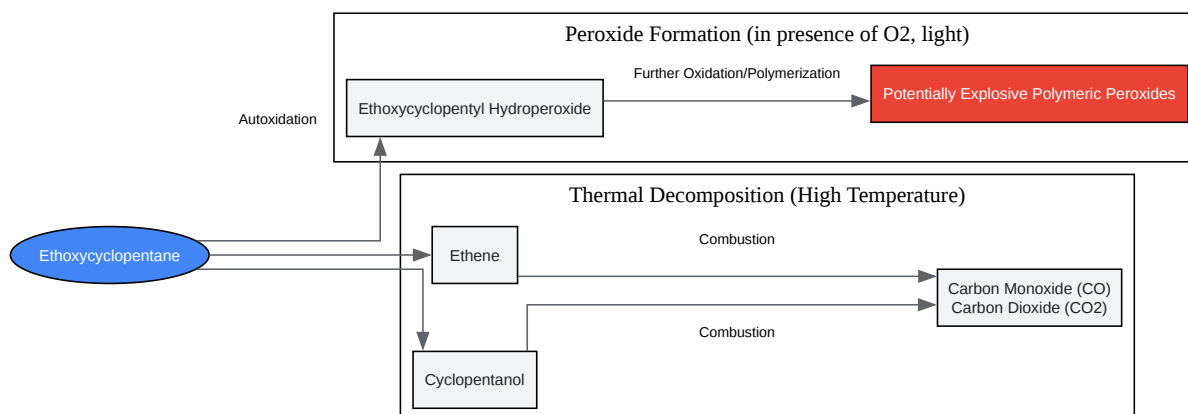 Peroxide Formation (in presence of O2, light)
Further Oxidation/Polymerization
Ethoxycyclopentyl Hydroperoxide
Potentially Explosive Polymeric Peroxides
Autoxidation
Thermal Decomposition (High Temperature)
Ethoxycyclopentane
Ethene
Combustion
Carbon Monoxide (CO)
Carbon Dioxide (CO2)
Combustion
Cyclopentanol